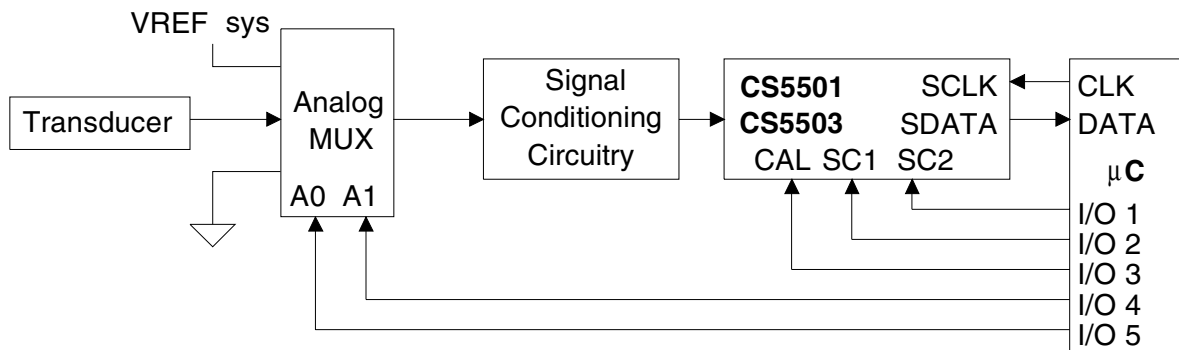 VREF sys
Transducer
Analog
MUX
A0 A1
Signal
Conditioning
Circuitry
CS5501 SCLK
CS5503 SDATA
CAL SC1 SC2
CLK
DATA
μC
I/O 1
I/O 2
I/O 3
I/O 4
I/O 5